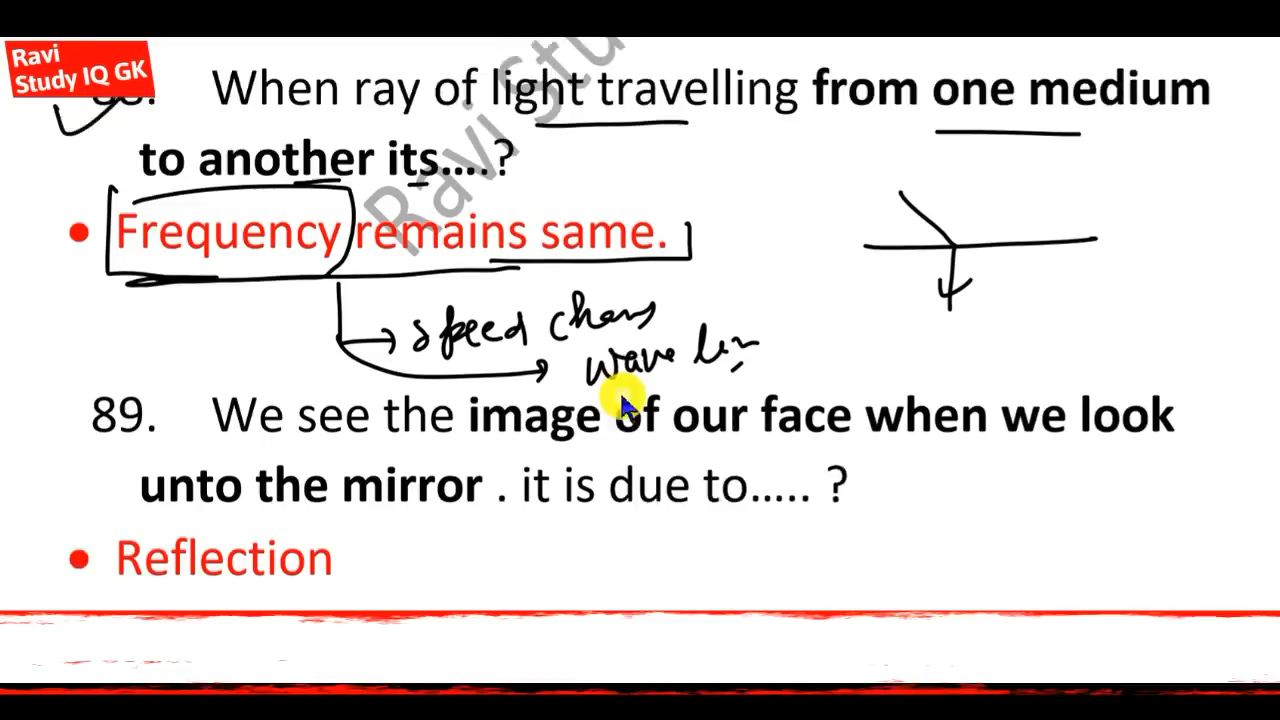 Ravi
Study IQ GK
When ray of light travelling from one medium
to another its....?
• Frequency remains same.
Ravi Stud
speed
wave
89. We see the image of our face when we look
unto the mirror . it is due to..... ?
• Reflection